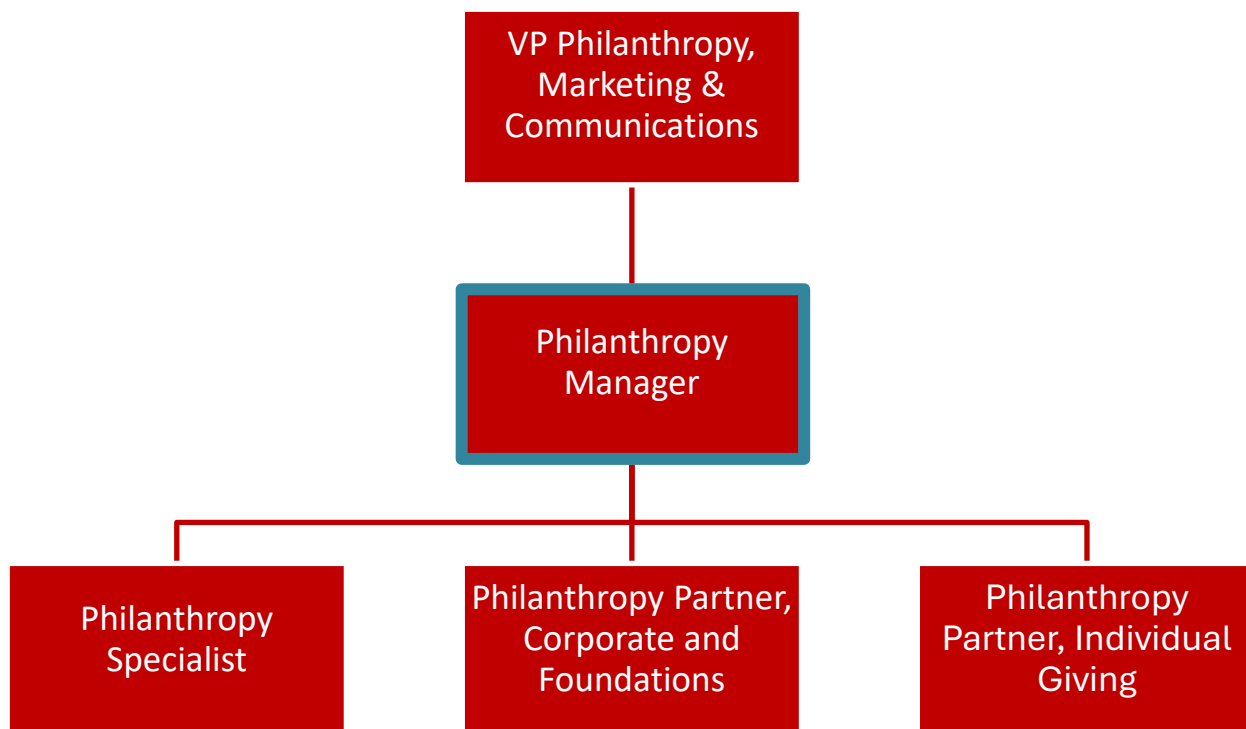 VP Philanthropy,
Marketing &
Communications
Philanthropy
Manager
Philanthropy
Specialist
Philanthropy Partner,
Corporate and
Foundations
Philanthropy
Partner, Individual
Giving